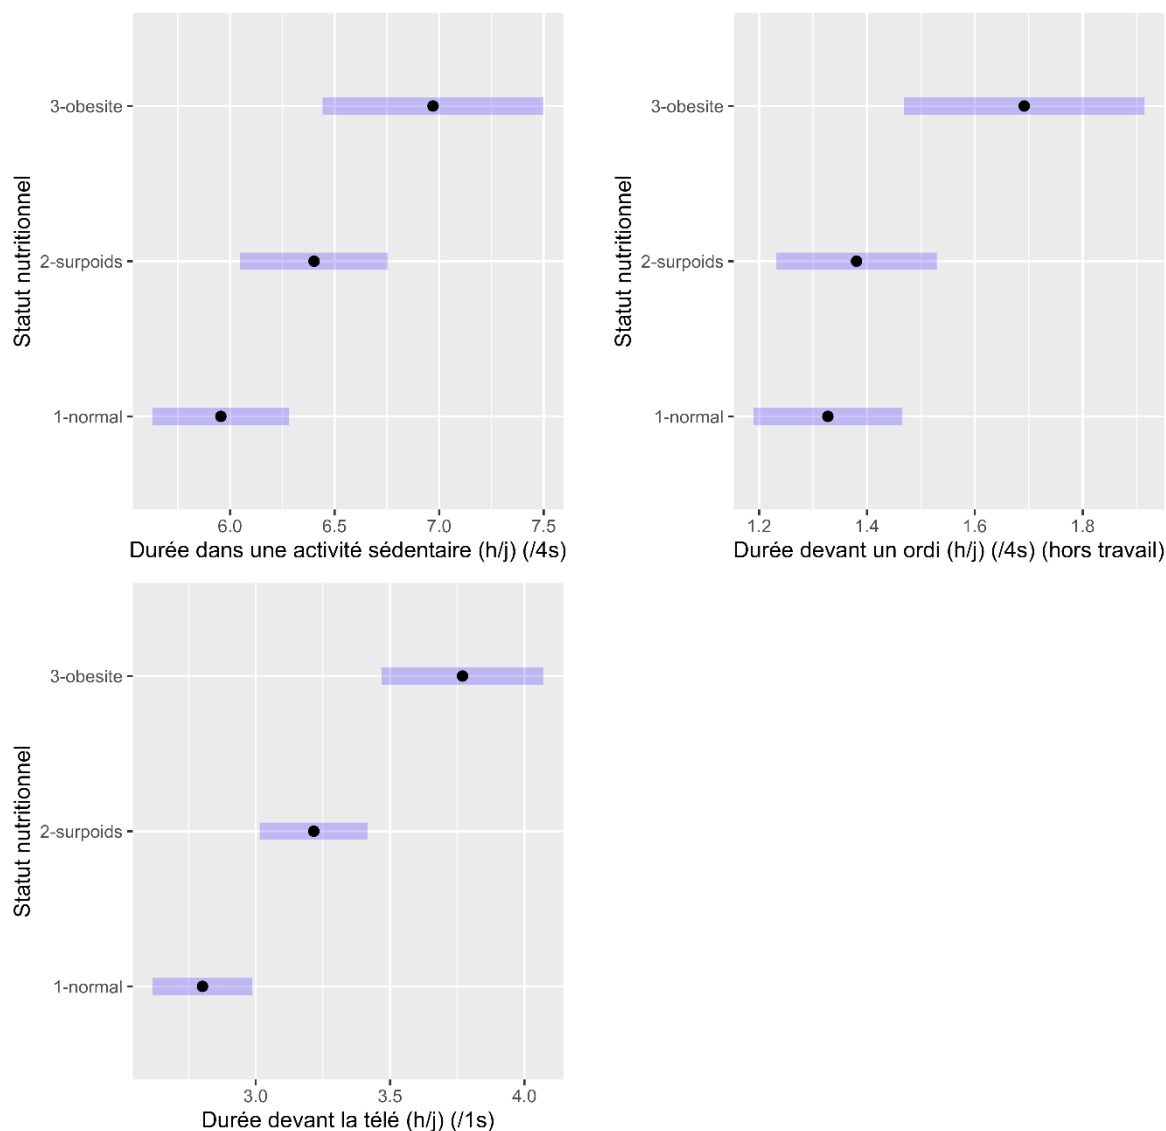 Statut nutritionnel
3-obesite
2-surpoids
1-normal
6.0 6.5 7.0 7.5
Durée dans une activité sédentaire (h/j) (/4s)
Statut nutritionnel
3-obesite
2-surpoids
1-normal
1.2 1.4 1.6 1.8
Durée devant un ordi (h/j) (/4s) (hors travail)
Statut nutritionnel
3-obesite
2-surpoids
1-normal
3.0 3.5 4.0
Durée devant la télé (h/j) (/1s)